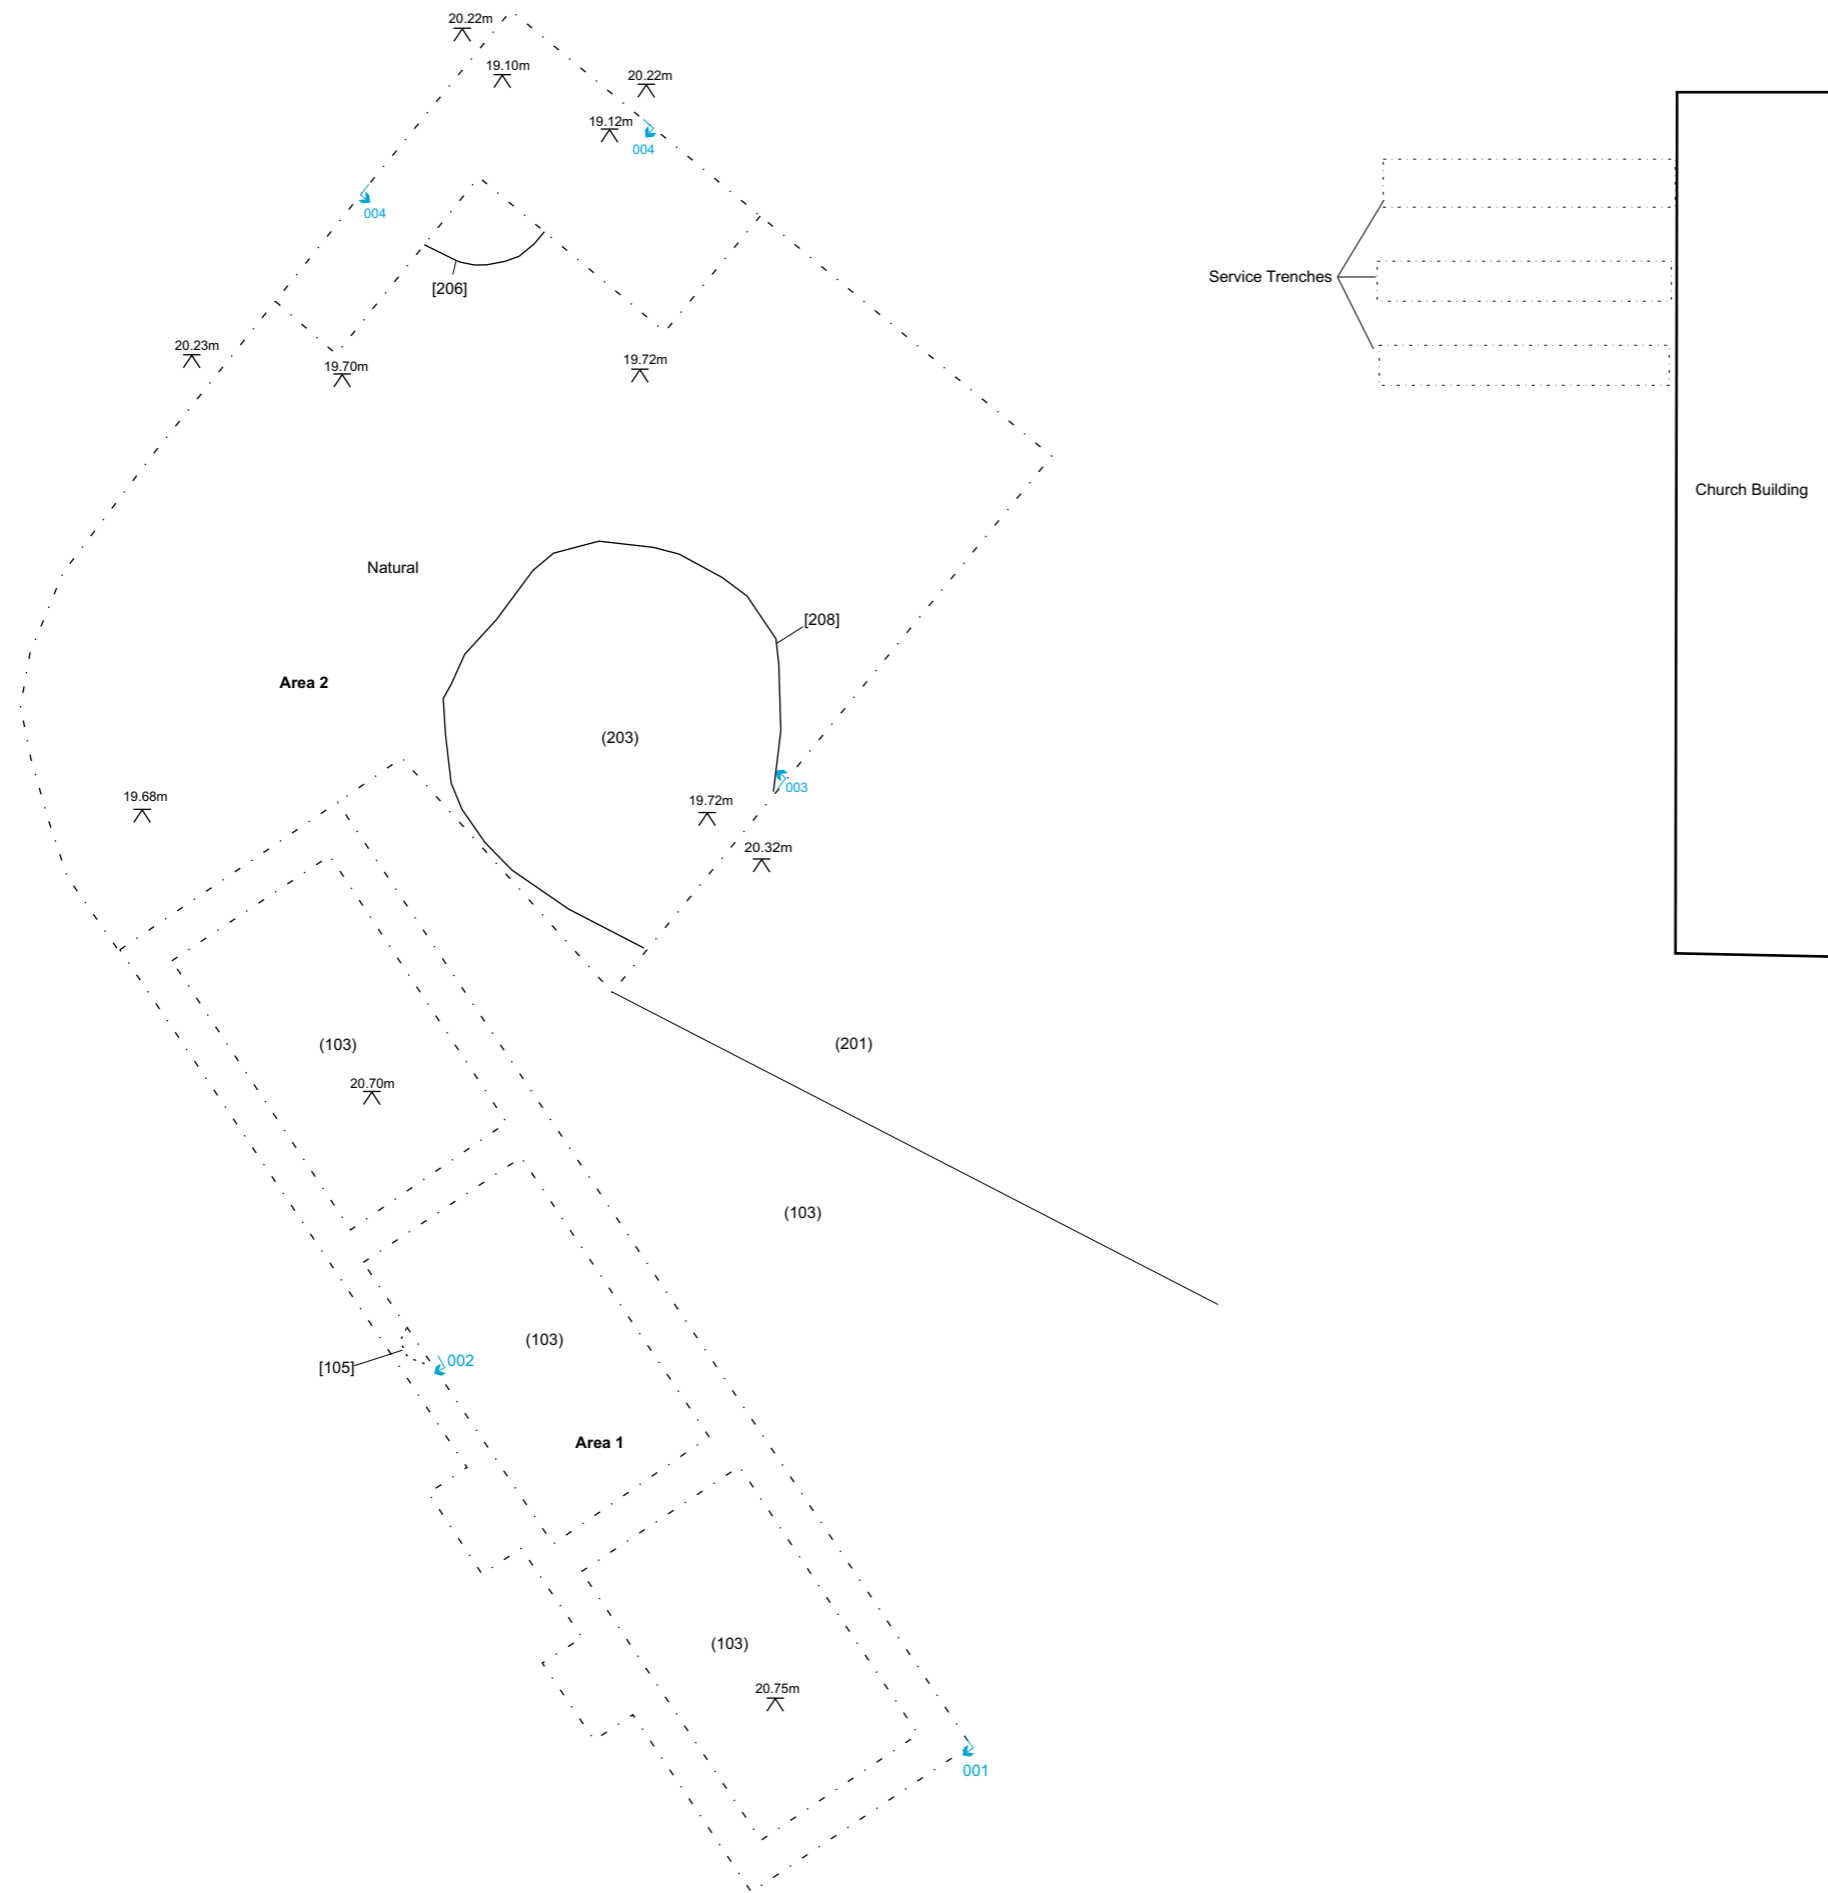 20.22m
19.10m
20.22m
19.12m
004
004
Service Trenches
[206]
20.23m
19.70m
19.72m
Church Building
Natural
[208]
Area 2
(203)
003
19.68m
19.72m
20.32m
(201)
(103)
20.70m
(103)
(103)
002
[105]
Area 1
(103)
20.75m
001